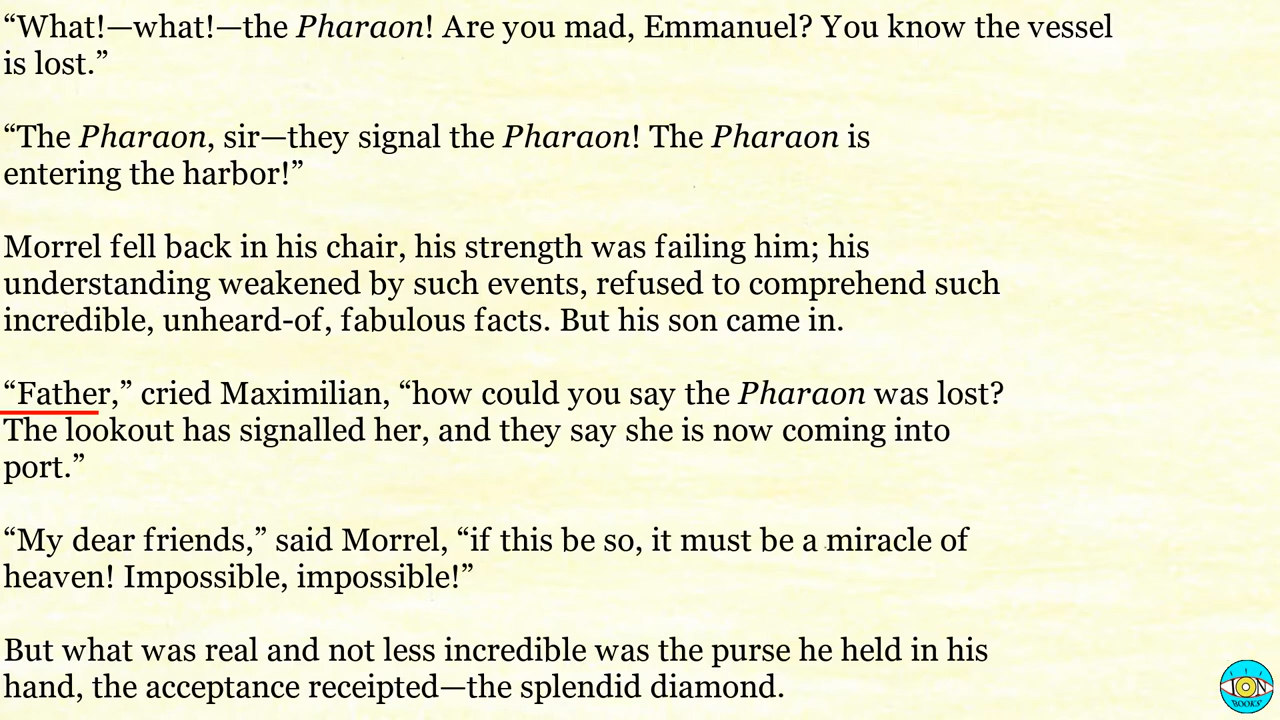 “What!—what!—the Pharaon! Are you mad, Emmanuel? You know the vessel
is lost.”
“The Pharaon, sir—they signal the Pharaon! The Pharaon is
entering the harbor!”
Morrel fell back in his chair, his strength was failing him; his
understanding weakened by such events, refused to comprehend such
incredible, unheard-of, fabulous facts. But his son came in.
“Father,” cried Maximilian, “how could you say the Pharaon was lost?
The lookout has signalled her, and they say she is now coming into
port.”
“My dear friends,” said Morrel, “if this be so, it must be a miracle of
heaven! Impossible, impossible!”
But what was real and not less incredible was the purse he held in his
hand, the acceptance receipted—the splendid diamond.
ION
BOOKS